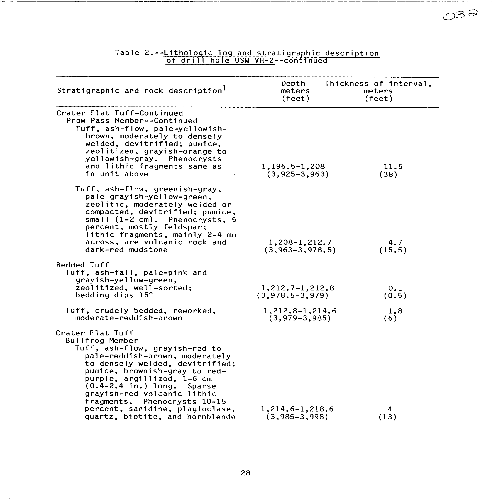 Table 2.--Lithologic log and stratigraphic description
of drill hole USW VH-2--continued
Stratigraphic and rock description1
Depth
meters
(feet)
Thickness of interval,
meters
(feet)
Crater Flat Tuff-Continued
Prow Pass Member--Continued
Tuff, ash-flow, pale-yellowish-
brown, moderately to densely
welded, devitrified; pumice,
zeolitized, grayish-orange to
yellowish-gray. Phenocrysts
and lithic fragments same as
in unit above
1,196.5-1,208
(3,925-3,963)
11.5
(38)
Tuff, ash-flow, greenish-gray,
pale grayish-yellow-green,
zeolitic, moderately welded or
compacted, devitrified; pumice,
small (1-2 cm). Phenocrysts, 5
percent, mostly feldspar;
lithic fragments, mainly 2-4 mm
across, are volcanic rock and
dark-red mudstone
1,208-1,212.7
(3,963-3,978.5)
4.7
(15.5)
Bedded Tuff
Tuff, ash-fall, pale-pink and
grayish-yellow-green,
zeolitized, well-sorted;
bedding dips 15°
1,212.7-1,212.8
(3,978.5-3,979)
0.1
(0.5)
Tuff, crudely bedded, reworked,
moderate-reddish-brown
1,212.8-1,214.6
(3,979-3,985)
1.8
(6)
Crater Flat Tuff
Bullfrog Member
Tuff, ash-flow, grayish-red to
pale-reddish-brown, moderately
to densely welded, devitrified;
pumice, brownish-gray to red-
purple, argillized, 1-6 cm
(0.4-2.4 in.) long. Sparse
grayish-red volcanic lithic
fragments. Phenocrysts 10-15
percent, sanidine, plagioclase,
quartz, biotite, and hornblende
1,214.6-1,218.6
(3,985-3,998)
4
(13)
28